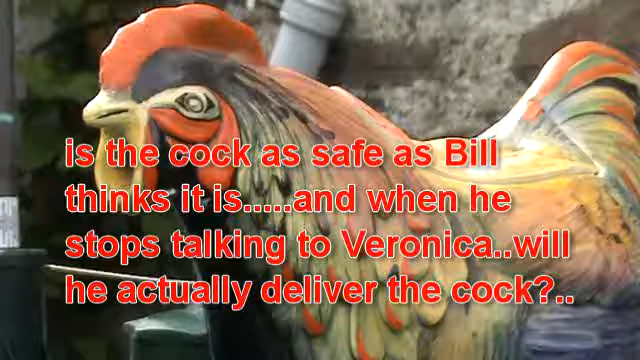 is the cock as safe as Bill
thinks it is.....and when he
stops talking to Veronica..will
he actually deliver the cock?..